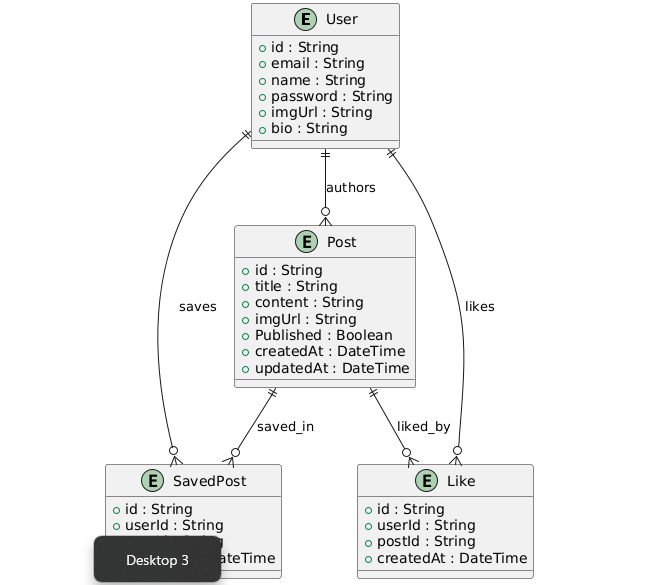 E User
id : String
email : String
name : String
password : String
imgUrl : String
bio : String
authors
E Post
id : String
title : String
content : String
imgUrl : String
Published : Boolean
createdAt : DateTime
updatedAt : DateTime
saves
likes
saved_in
liked_by
E SavedPost
id : String
userId : String
ateTime
E Like
id : String
userId : String
postId : String
createdAt : DateTime
Desktop 3